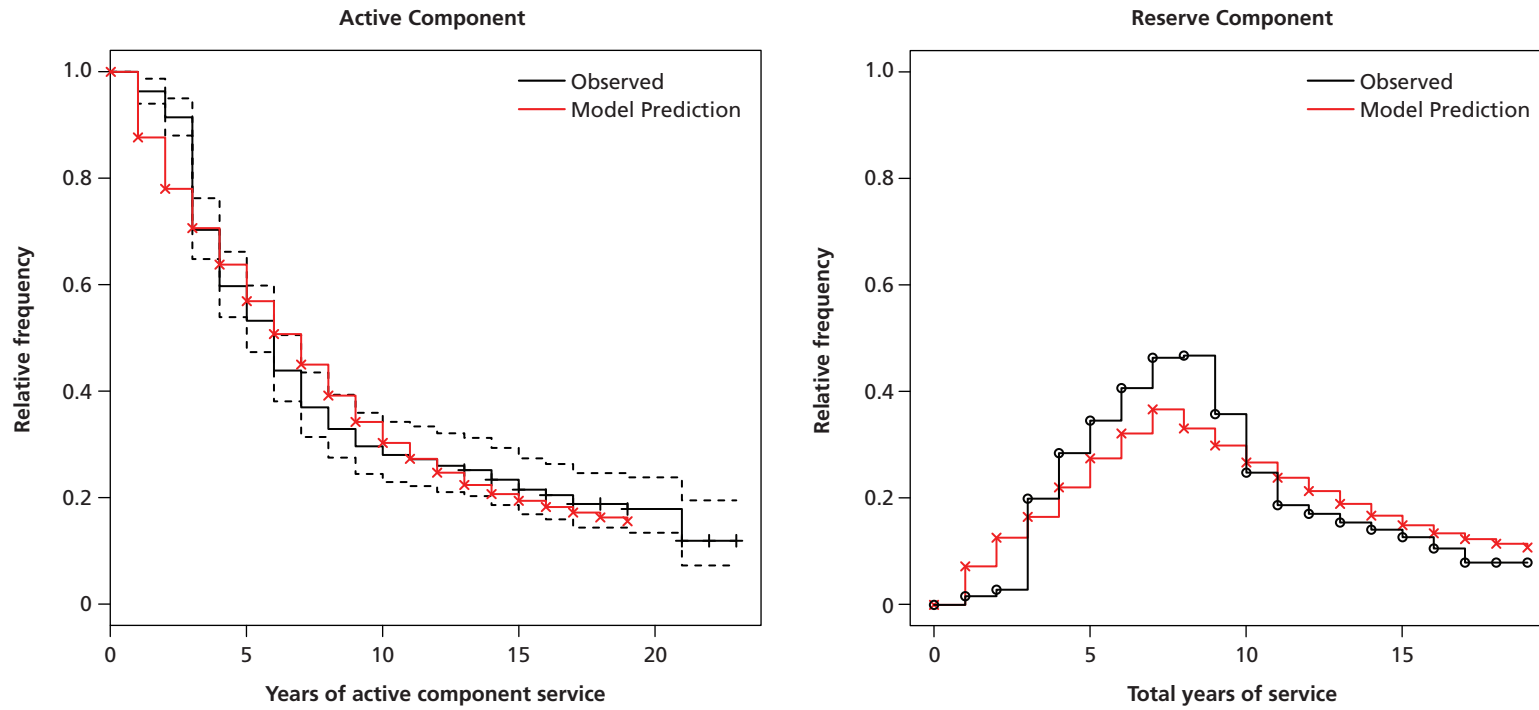 Active Component
Relative frequency
1.0
0.8
0.6
0.4
0.2
0
Observed
Model Prediction
0
5
10
15
20
Years of active component service
Reserve Component
Relative frequency
1.0
0.8
0.6
0.4
0.2
0
Observed
Model Prediction
0
5
10
15
Total years of service